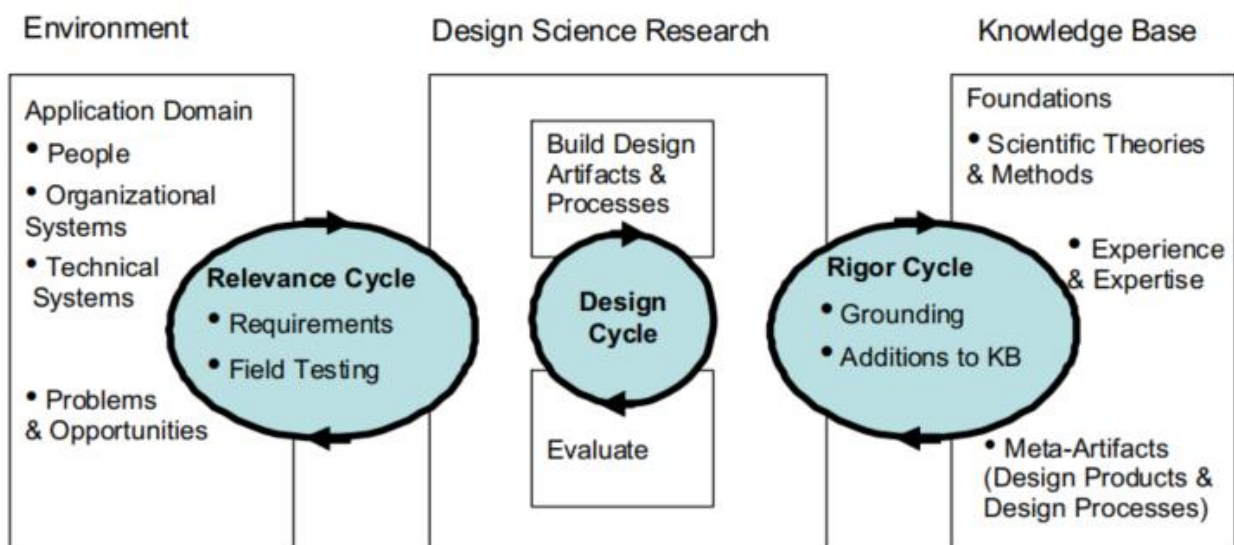 Environment
Design Science Research
Knowledge Base
Application Domain
• People
• Organizational
Systems
• Technical
Systems
• Problems
& Opportunities
Relevance Cycle
• Requirements
• Field Testing
Build Design
Artifacts &
Processes
Design
Cycle
Evaluate
Rigor Cycle
• Grounding
• Additions to KB
Foundations
• Scientific Theories
& Methods
• Experience
& Expertise
• Meta-Artifacts
(Design Products &
Design Processes)